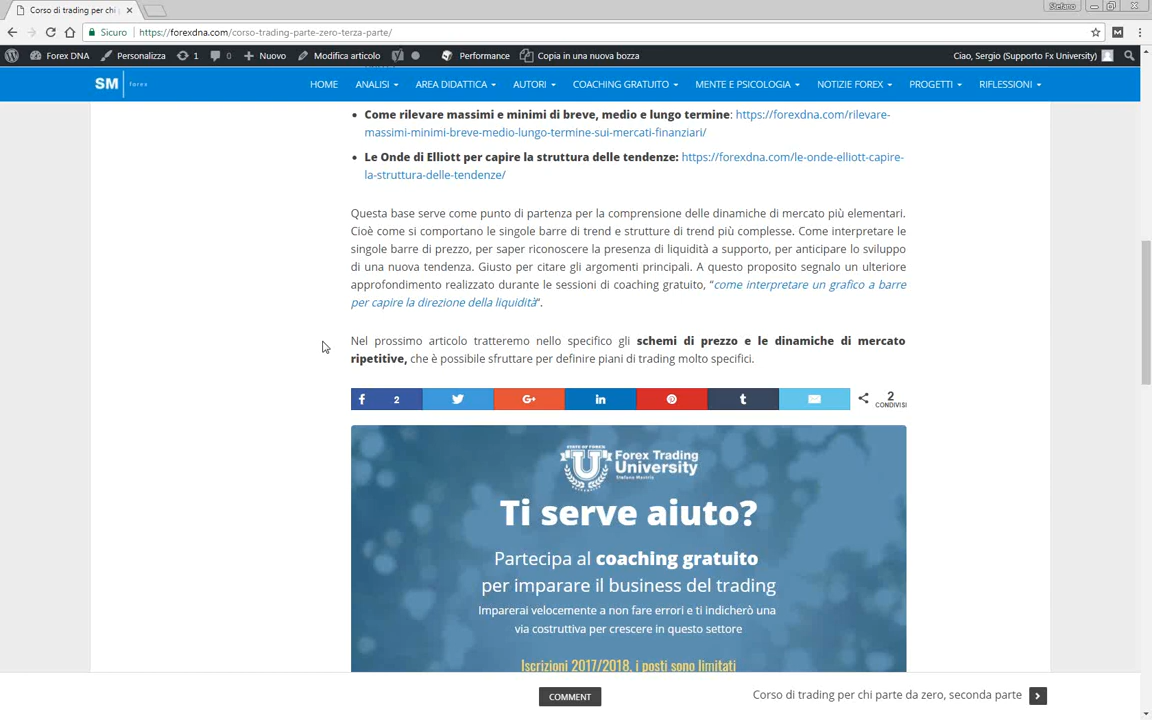 Corso di trading per chi
Stefano
Sicuro
https://forexdna.com/corso-trading-parte-zero-terza-parte/
Forex DNA
Personalizza
1
0
Nuovo
Modifica articolo
Performance
Copia in una nuova bozza
Ciao, Sergio (Supporto Fx University)
SM forex
HOME
ANALISI
AREA DIDATTICA
AUTORI
COACHING GRATUITO
MENTE E PSICOLOGIA
NOTIZIE FOREX
PROGETTI
RIFLESSIONI
• Come rilevare massimi e minimi di breve, medio e lungo termine: https://forexdna.com/rilevare-
massimi-minimi-breve-medio-lungo-termine-sui-mercati-finanziari/
• Le Onde di Elliott per capire la struttura delle tendenze: https://forexdna.com/le-onde-elliott-capire-
la-struttura-delle-tendenze/
Questa base serve come punto di partenza per la comprensione delle dinamiche di mercato più elementari.
Cioè come si comportano le singole barre di trend e strutture di trend più complesse. Come interpretare le
singole barre di prezzo, per saper riconoscere la presenza di liquidità a supporto, per anticipare lo sviluppo
di una nuova tendenza. Giusto per citare gli argomenti principali. A questo proposito segnalo un ulteriore
approfondimento realizzato durante le sessioni di coaching gratuito, “come interpretare un grafico a barre
per capire la direzione della liquidità“.
Nel prossimo articolo tratteremo nello specifico gli schemi di prezzo e le dinamiche di mercato
ripetitive, che è possibile sfruttare per definire piani di trading molto specifici.
2
2
CONDIVISI
Forex Trading
University
Ti serve aiuto?
Partecipa al coaching gratuito
per imparare il business del trading
Imparerai velocemente a non fare errori e ti indicherò una
via costruttiva per crescere in questo settore
Iscrizioni 2017/2018, i posti sono limitati
COMMENT
Corso di trading per chi parte da zero, seconda parte